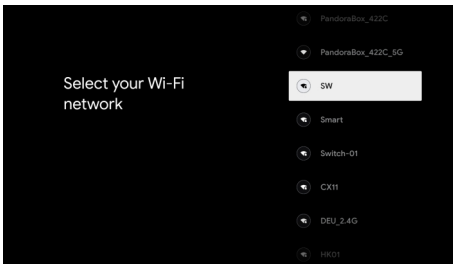 PandoraBox_422C
PandoraBox_422C_5G
Select your Wi-Fi
network
SW
Smart
Switch-01
CX11
DEU_2.4G
HK01